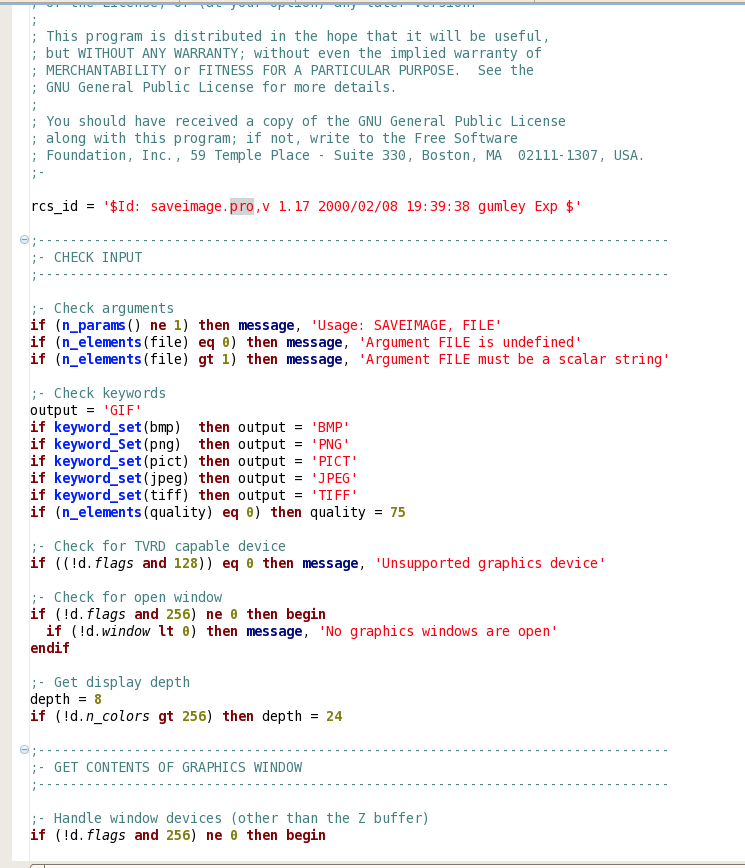 ; of the License, or (at your option) any later version.
;
; This program is distributed in the hope that it will be useful,
; but WITHOUT ANY WARRANTY; without even the implied warranty of
; MERCHANTABILITY or FITNESS FOR A PARTICULAR PURPOSE.  See the
; GNU General Public License for more details.
;
; You should have received a copy of the GNU General Public License
; along with this program; if not, write to the Free Software
; Foundation, Inc., 59 Temple Place - Suite 330, Boston, MA  02111-1307, USA.
;-
rcs_id = '$Id: saveimage.pro,v 1.17 2000/02/08 19:39:38 gumley Exp $'
;-------------------------------------------------------------------------------
;- CHECK INPUT
;-------------------------------------------------------------------------------
;- Check arguments
if (n_params() ne 1) then message, 'Usage: SAVEIMAGE, FILE'
if (n_elements(file) eq 0) then message, 'Argument FILE is undefined'
if (n_elements(file) gt 1) then message, 'Argument FILE must be a scalar string'
;- Check keywords
output = 'GIF'
if keyword_set(bmp)  then output = 'BMP'
if keyword_Set(png)  then output = 'PNG'
if keyword_set(pict) then output = 'PICT'
if keyword_set(jpeg) then output = 'JPEG'
if keyword_set(tiff) then output = 'TIFF'
if (n_elements(quality) eq 0) then quality = 75
;- Check for TVRD capable device
if ((!d.flags and 128)) eq 0 then message, 'Unsupported graphics device'
;- Check for open window
if (!d.flags and 256) ne 0 then begin
  if (!d.window lt 0) then message, 'No graphics windows are open'
endif
;- Get display depth
depth = 8
if (!d.n_colors gt 256) then depth = 24
;-------------------------------------------------------------------------------
;- GET CONTENTS OF GRAPHICS WINDOW
;-------------------------------------------------------------------------------
;- Handle window devices (other than the Z buffer)
if (!d.flags and 256) ne 0 then begin